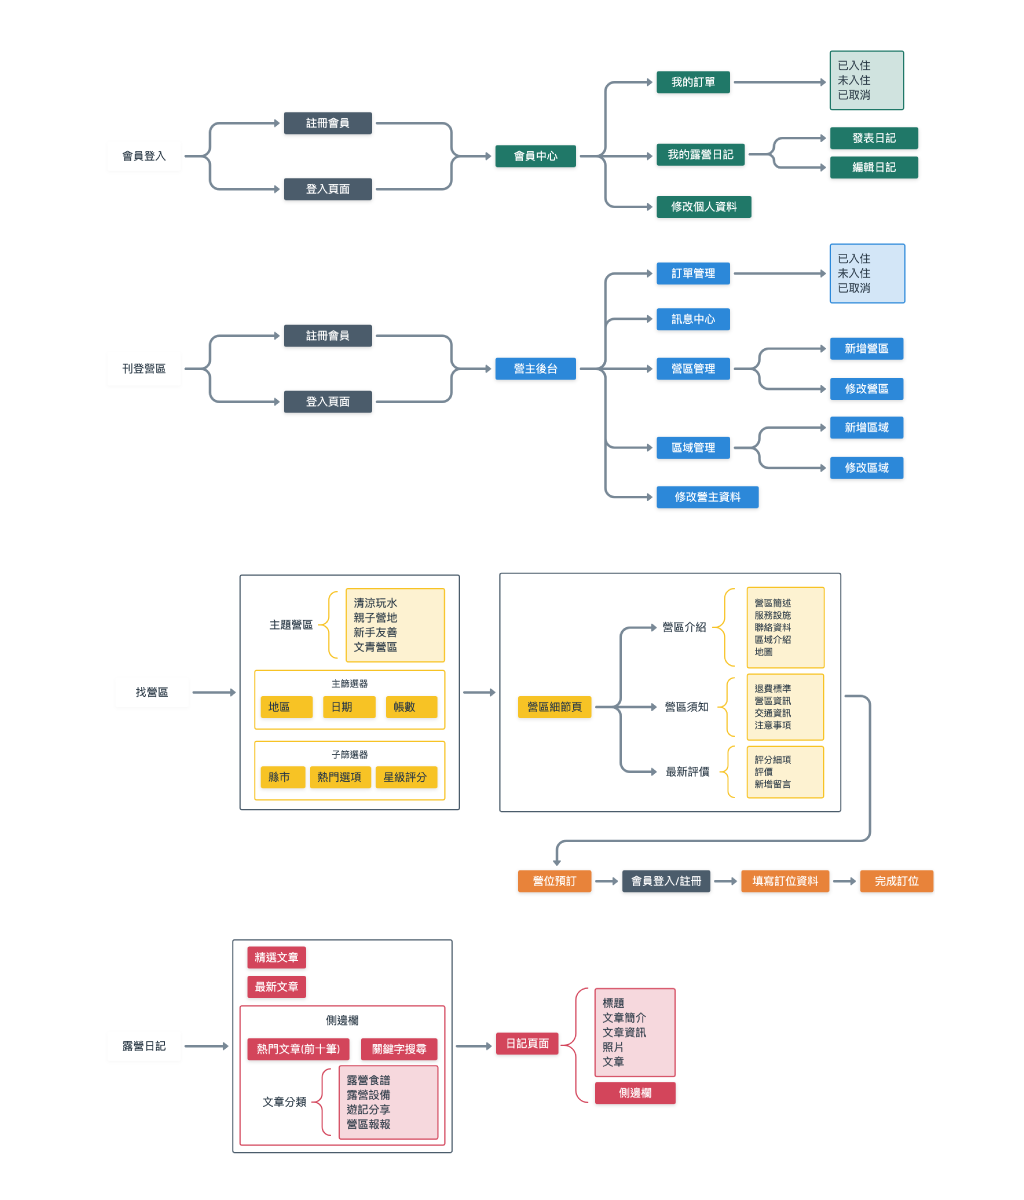 會員登入
註冊會員
登入頁面
會員中心
我的訂單
已入住
未入住
已取消
我的露營日記
發表日記
編輯日記
修改個人資料
刊登營區
註冊會員
登入頁面
營主後台
訂單管理
已入住
未入住
已取消
訊息中心
營區管理
新增營區
修改營區
區域管理
新增區域
修改區域
修改營主資料
找營區
主題營區
清涼玩水
親子營地
新手友善
文青營區
主篩選器
地區
日期
帳數
子篩選器
縣市
熱門選項
星級評分
營區細節頁
營區介紹
營區簡述
服務設施
聯絡資料
區域介紹
地圖
營區須知
退費標準
營區資訊
交通資訊
注意事項
最新評價
評分細項
評價
新增留言
營位預訂
會員登入/註冊
填寫訂位資料
完成訂位
露營日記
精選文章
最新文章
側邊欄
熱門文章(前十筆)
關鍵字搜尋
文章分類
露營食譜
露營設備
遊記分享
營區報報
日記頁面
標題
文章簡介
文章資訊
照片
文章
側邊欄